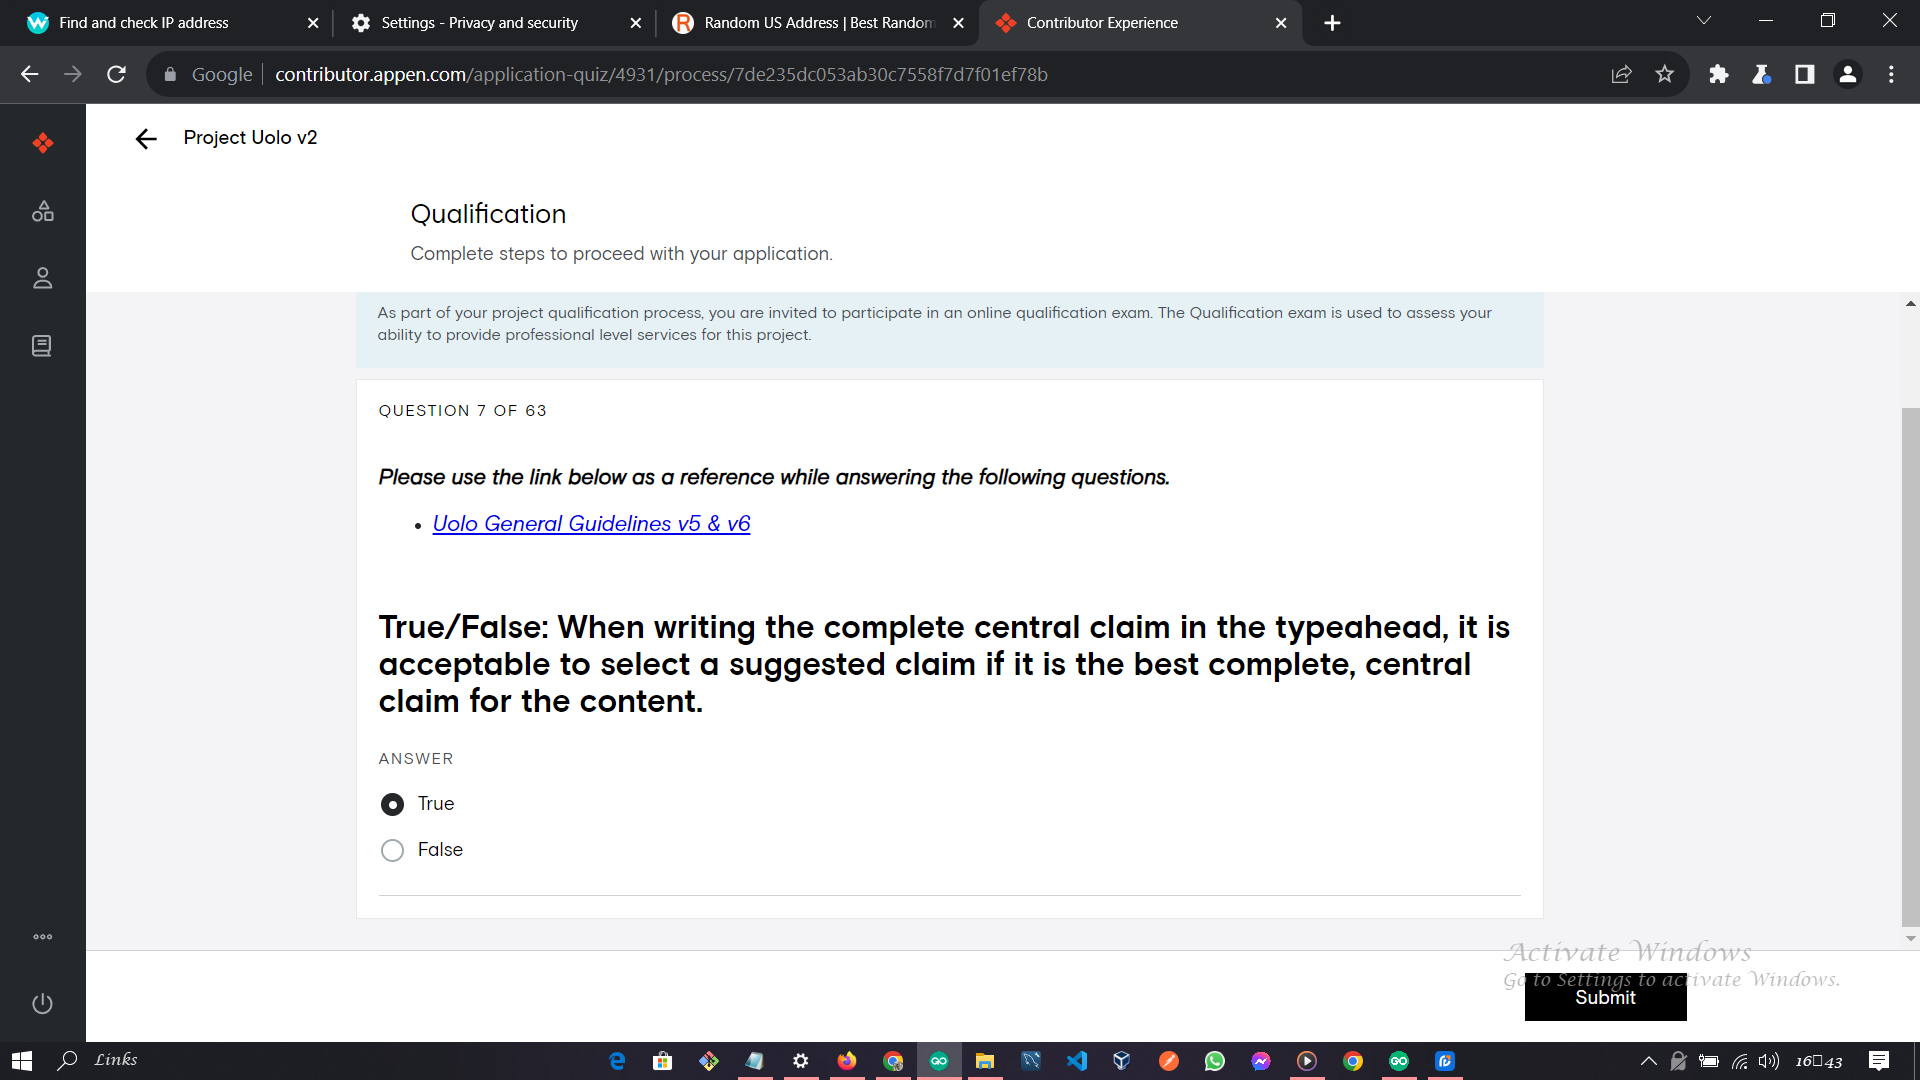 Find and check IP address
Settings - Privacy and security
Random US Address | Best Random
Contributor Experience
Google
contributor.appen.com/application-quiz/4931/process/7de235dc053ab30c7558f7d7f01ef78b
Project Uolo v2
Qualification
Complete steps to proceed with your application.
As part of your project qualification process, you are invited to participate in an online qualification exam. The Qualification exam is used to assess your
ability to provide professional level services for this project.
QUESTION 7 OF 63
Please use the link below as a reference while answering the following questions.
• Uolo General Guidelines v5 & v6
True/False: When writing the complete central claim in the typeahead, it is
acceptable to select a suggested claim if it is the best complete, central
claim for the content.
ANSWER
True
False
Activate Windows
Go to Settings to activate Windows.
Submit
Links
16▯43